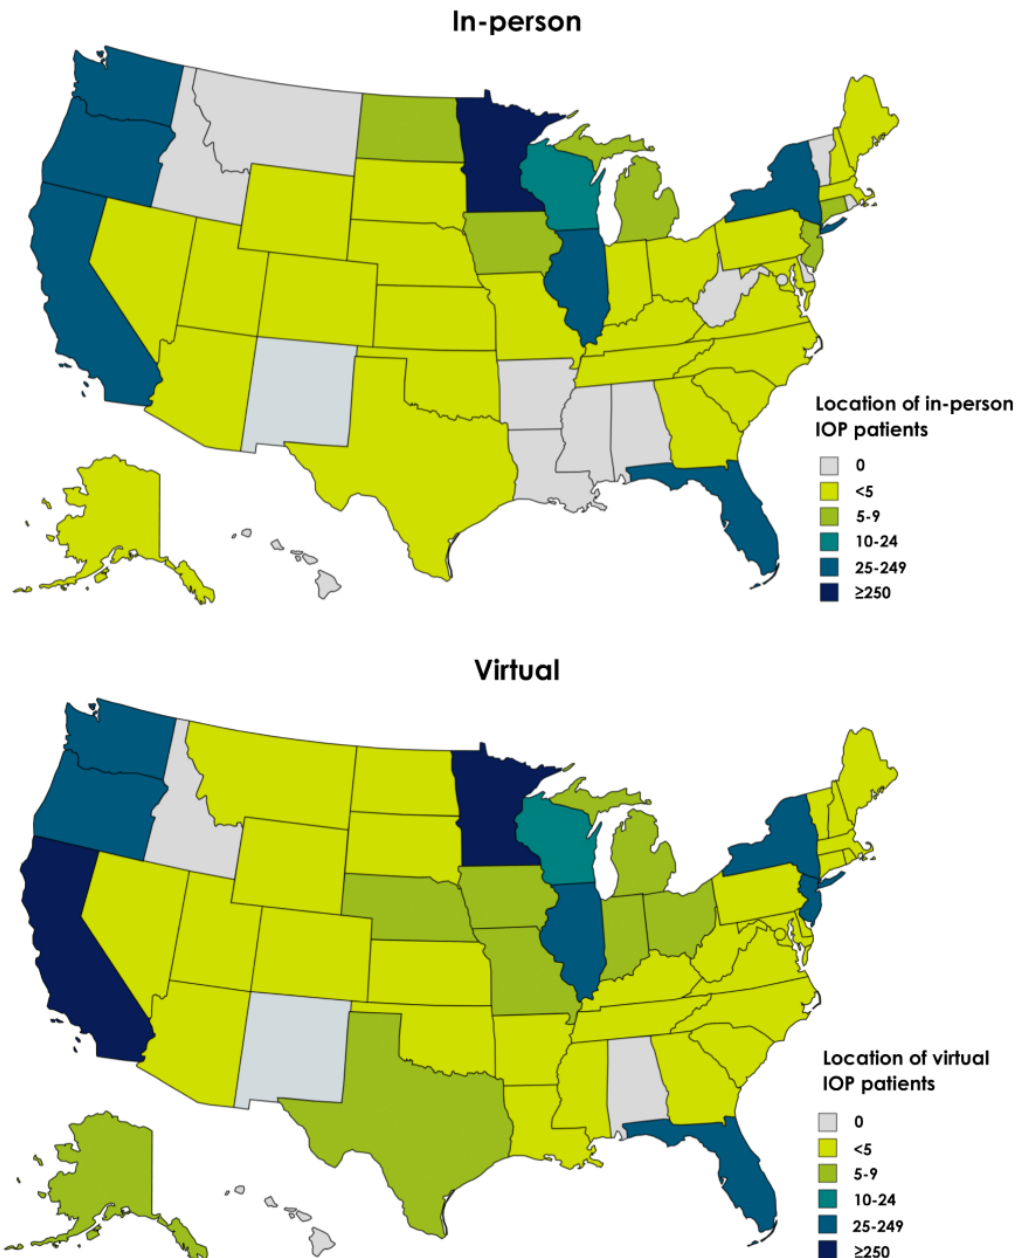 In-person
Location of in-person
IOP patients
0
<5
5-9
10-24
25-249
≥250
Virtual
Location of virtual
IOP patients
0
<5
5-9
10-24
25-249
≥250